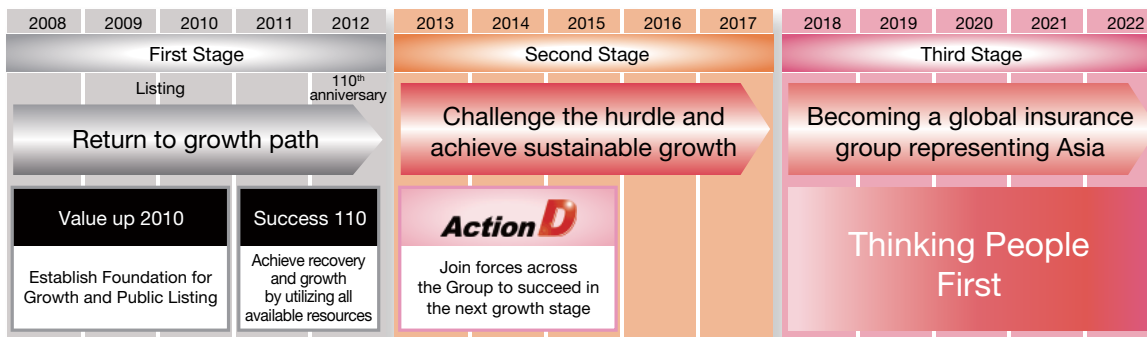 2008 2009 2010 2011 2012 2013 2014 2015 2016 2017 2018 2019 2020 2021 2022
First Stage
Second Stage
Third Stage
Listing
110th
anniversary
Return to growth path
Challenge the hurdle and
achieve sustainable growth
Becoming a global insurance
group representing Asia
Value up 2010
Establish Foundation for
Growth and Public Listing
Success 110
Achieve recovery
and growth
by utilizing all
available resources
Action D
Join forces across
the Group to succeed in
the next growth stage
Thinking People
First